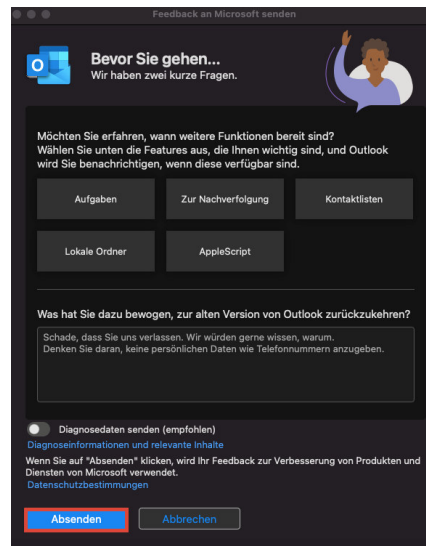 Feedback an Microsoft senden
Bevor Sie gehen...
Wir haben zwei kurze Fragen.
Möchten Sie erfahren, wann weitere Funktionen bereit sind?
Wählen Sie unten die Features aus, die Ihnen wichtig sind, und Outlook
wird Sie benachrichtigen, wenn diese verfügbar sind.
Aufgaben
Zur Nachverfolgung
Kontaktlisten
Lokale Ordner
AppleScript
Was hat Sie dazu bewogen, zur alten Version von Outlook zurückzukehren?
Schade, dass Sie uns verlassen. Wir würden gerne wissen, warum.
Denken Sie daran, keine persönlichen Daten wie Telefonnummern anzugeben.
Diagnosedaten senden (empfohlen)
Diagnoseinformationen und relevante Inhalte
Wenn Sie auf "Absenden" klicken, wird Ihr Feedback zur Verbesserung von Produkten und
Diensten von Microsoft verwendet.
Datenschutzbestimmungen
Absenden
Abbrechen